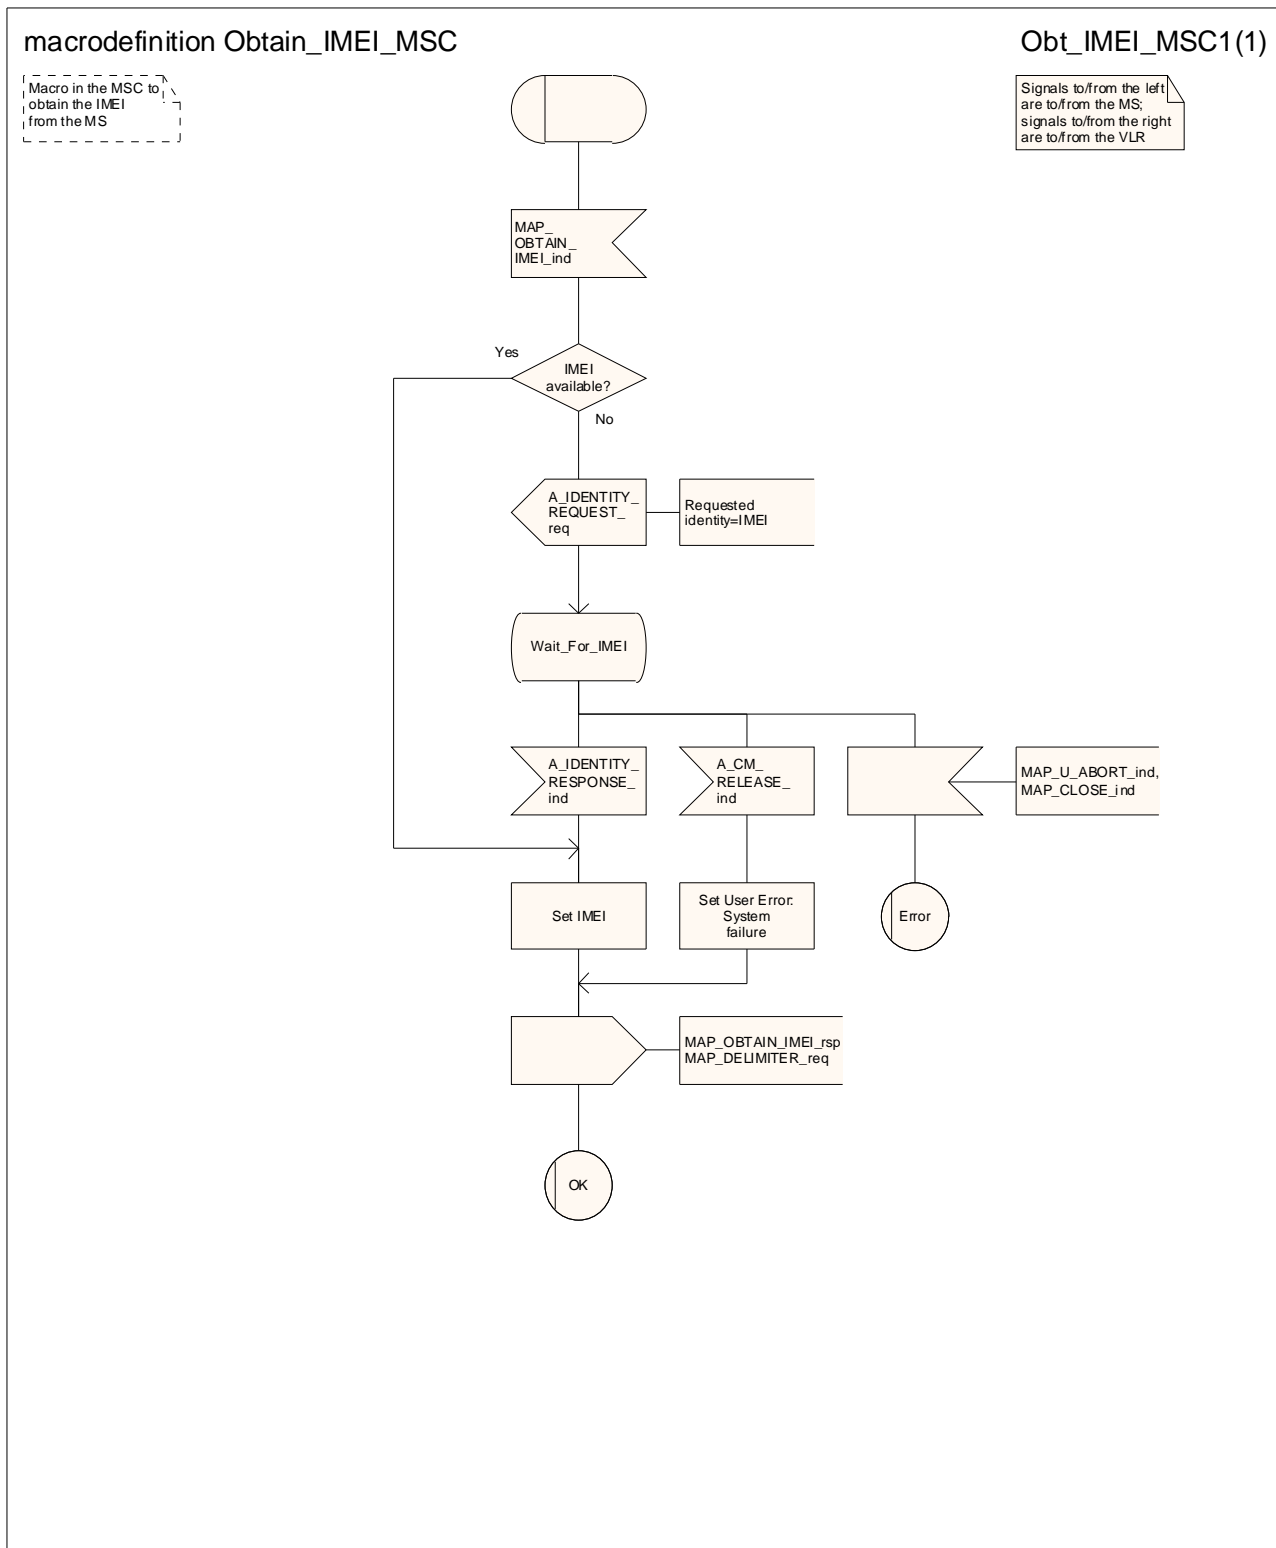 macrodefinition Obtain_IMEI_MSC
Obt_IMEI_MSC1(1)
Macro in the MSC to
obtain the IMEI
from the MS
Signals to/from the left
are to/from the MS;
signals to/from the right
are to/from the VLR
MAP_
OBTAIN_
IMEI_ind
Yes
IMEI
available?
No
A_IDENTITY_
REQUEST_
req
Requested
identity=IMEI
Wait_For_IMEI
A_IDENTITY_
RESPONSE_
ind
A_CM_
RELEASE_
ind
MAP_U_ABORT_ind,
MAP_CLOSE_ind
Set IMEI
Set User Error:
System
failure
Error
MAP_OBTAIN_IMEI_rsp
MAP_DELIMITER_req
OK